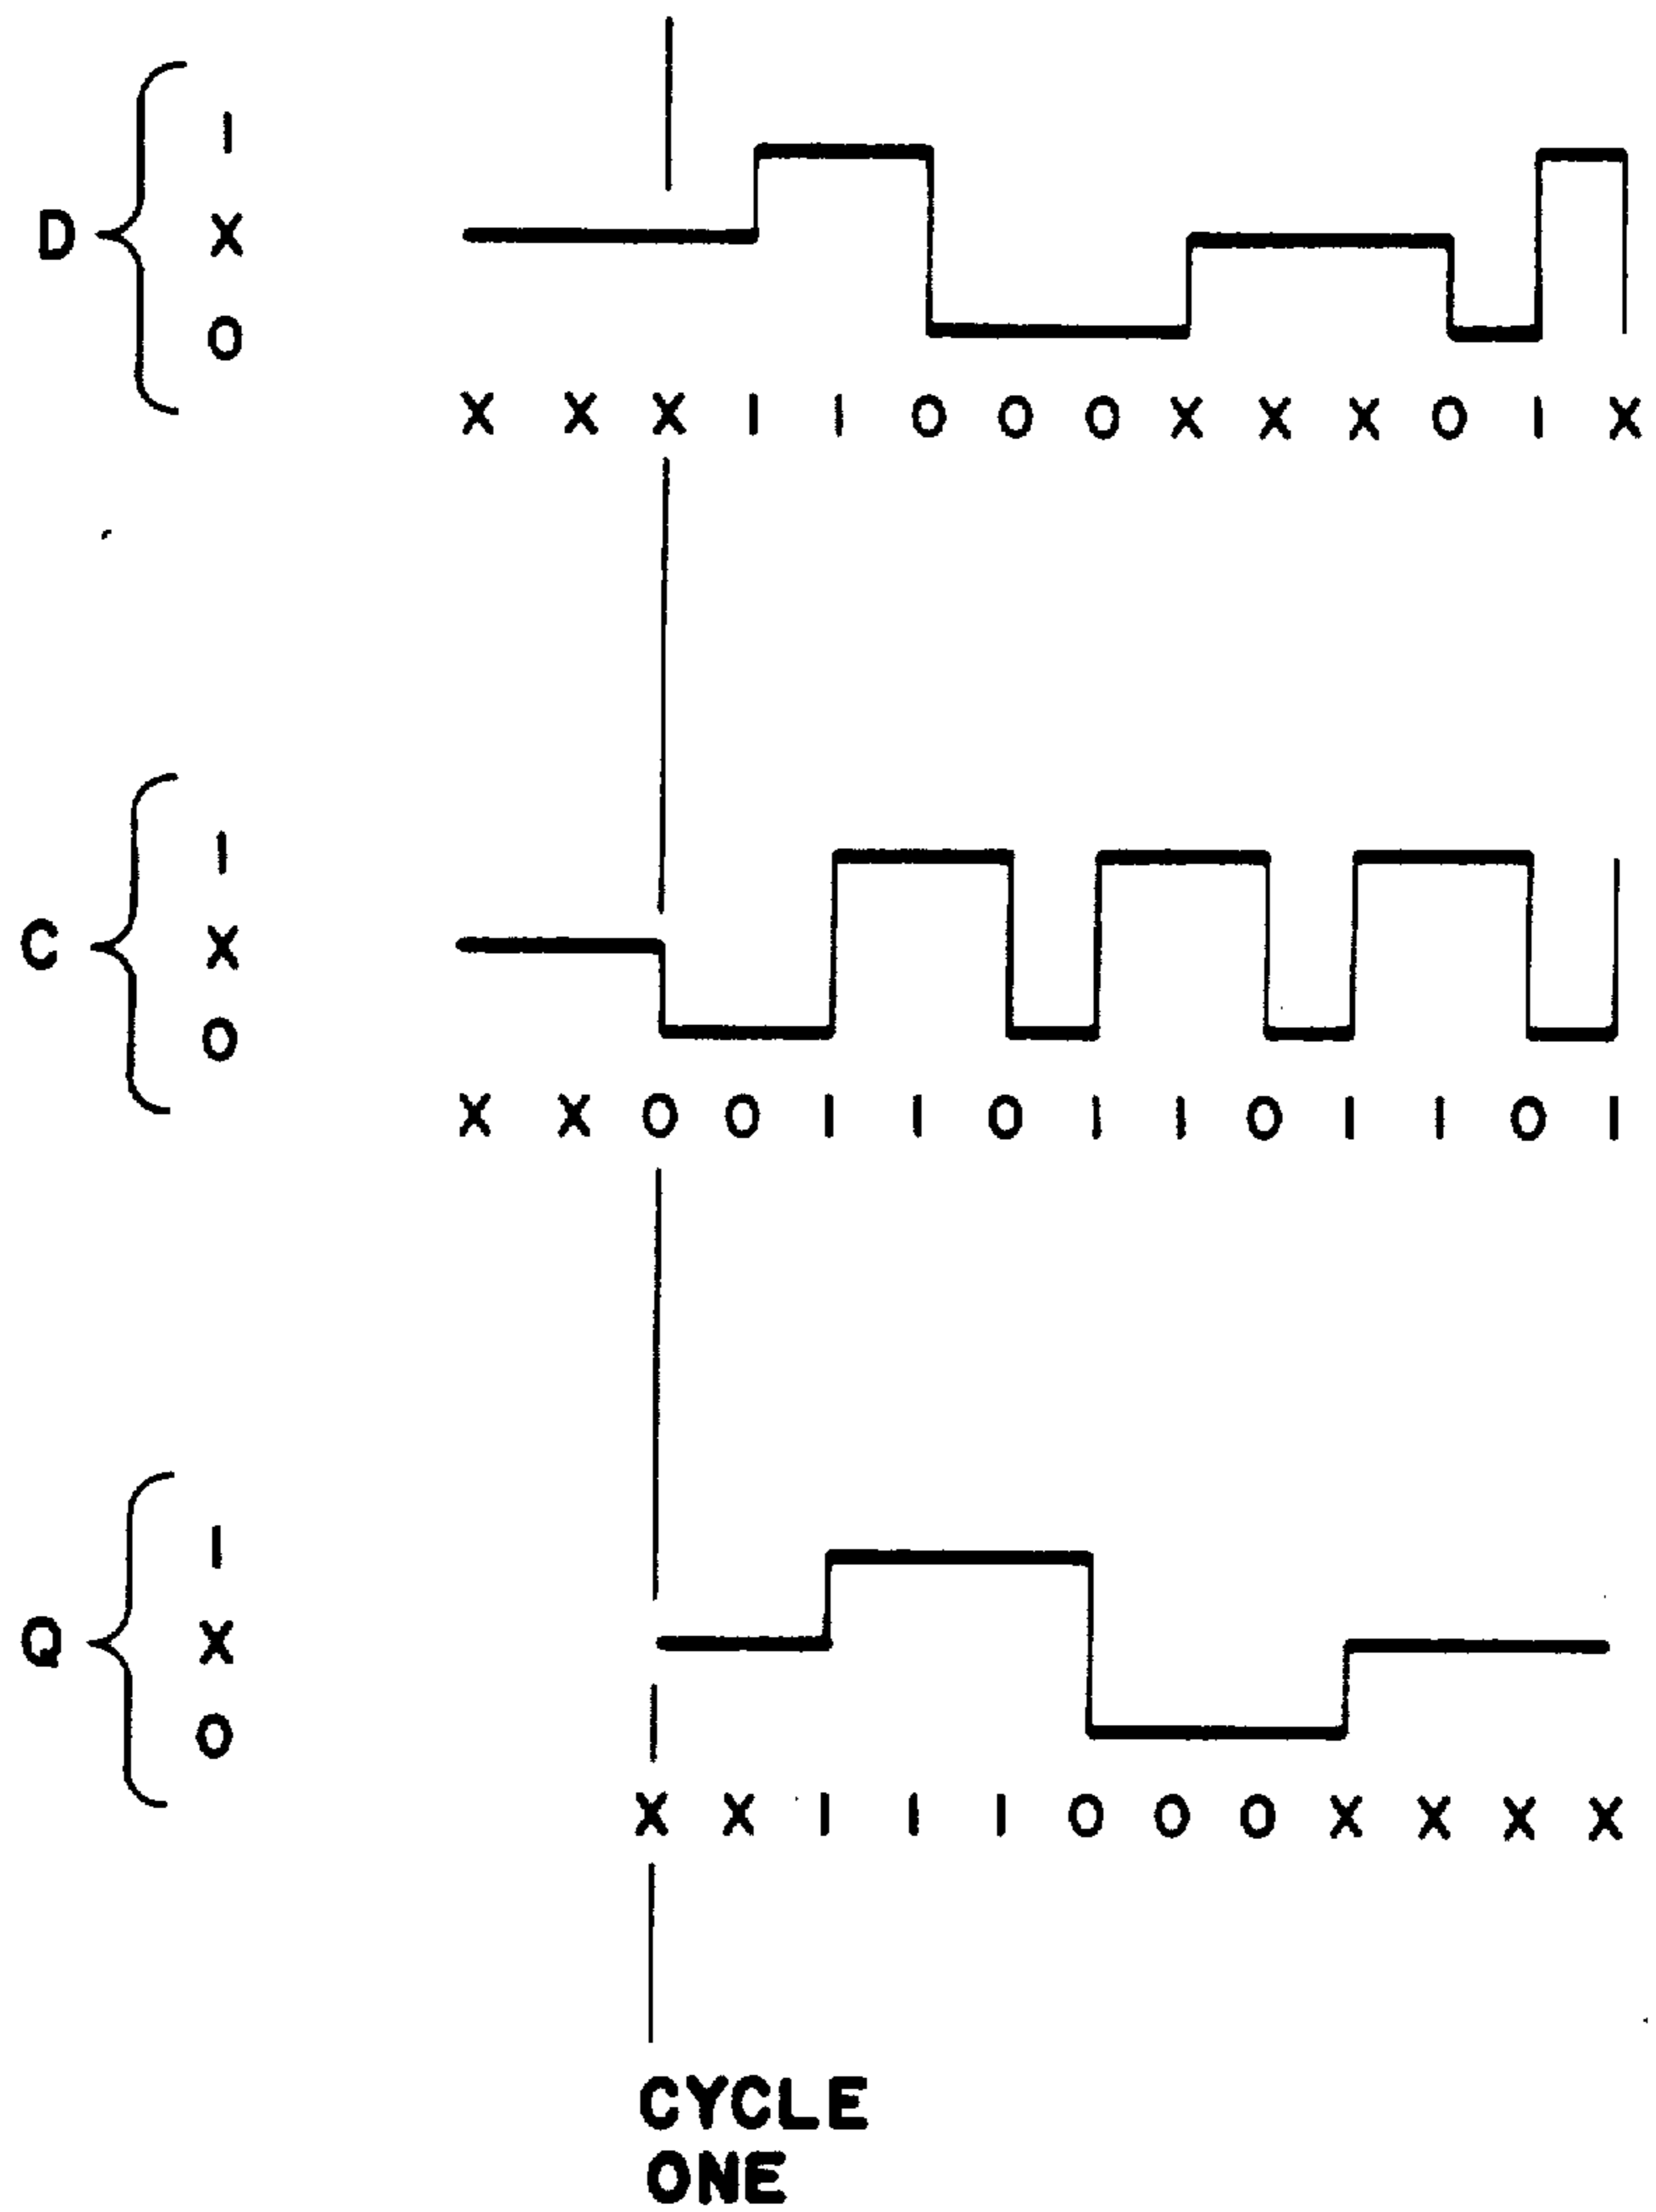 1
D X
0
X X X 1 1 0 0 0 X X X 0 1 X
1
C X
0
X X 0 0 1 1 0 1 1 0 1 1 0 1
1
Q X
0
X X 1 1 1 0 0 0 X X X X
CYCLE
ONE